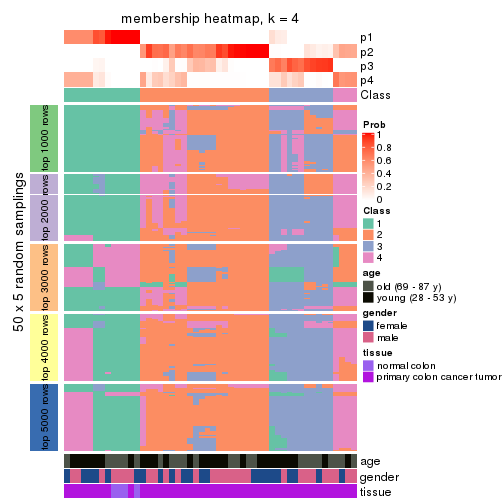 membership heatmap, k = 4
p1
p2
p3
p4
Class
50 x 5 random samplings
top 1000 rows
top 2000 rows
top 3000 rows
top 4000 rows
top 5000 rows
Prob
1
0.8
0.6
0.4
0.2
0
Class
1
2
3
4
age
old (69 - 87 y)
young (28 - 53 y)
gender
female
male
tissue
normal colon
primary colon cancer tumor
age
gender
tissue